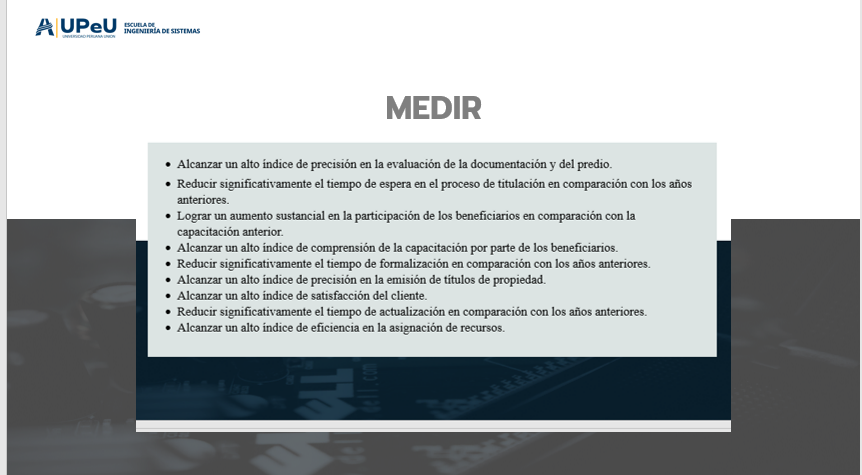 UPeU
UNIVERSIDAD PERUANA UNIÓN
ESCUELA DE
INGENIERÍA DE SISTEMAS
MEDIR
• Alcanzar un alto índice de precisión en la evaluación de la documentación y del predio.
• Reducir significativamente el tiempo de espera en el proceso de titulación en comparación con los años
anteriores.
• Lograr un aumento sustancial en la participación de los beneficiarios en comparación con la
capacitación anterior.
• Alcanzar un alto índice de comprensión de la capacitación por parte de los beneficiarios.
• Reducir significativamente el tiempo de formalización en comparación con los años anteriores.
• Alcanzar un alto índice de precisión en la emisión de títulos de propiedad.
• Alcanzar un alto índice de satisfacción del cliente.
• Reducir significativamente el tiempo de actualización en comparación con los años anteriores.
• Alcanzar un alto índice de eficiencia en la asignación de recursos.